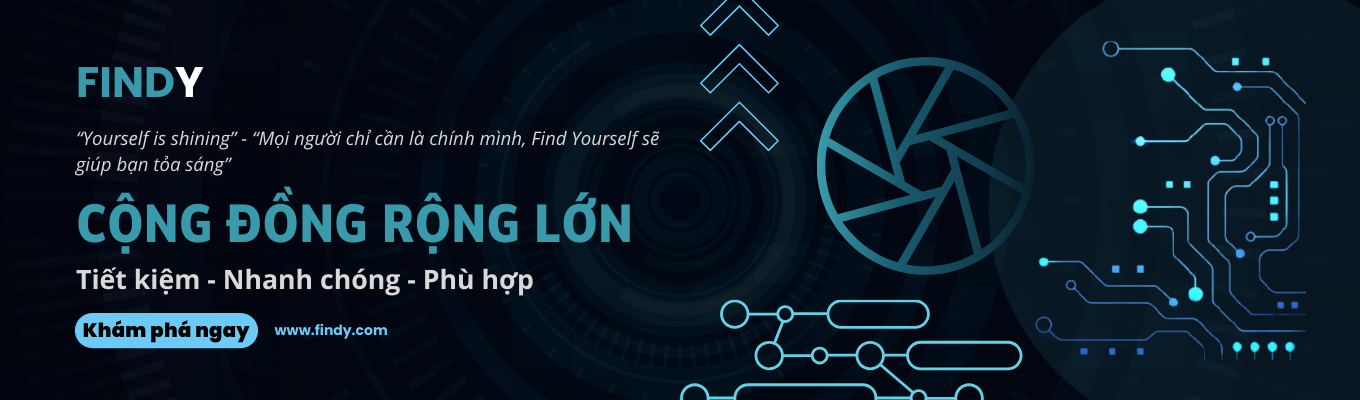 FINDY
“Yourself is shining” - “Mọi người chỉ cần là chính mình, Find Yourself sẽ
giúp bạn tỏa sáng”
CỘNG ĐỒNG RỘNG LỚN
Tiết kiệm - Nhanh chóng - Phù hợp
Khám phá ngay www.findy.com